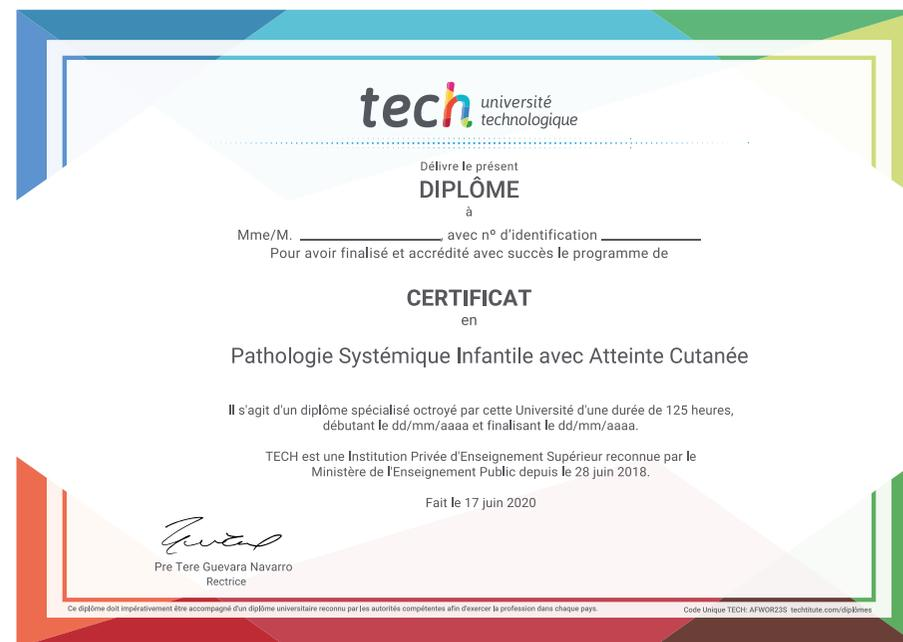 tech université
technologique
Délivre le présent
DIPLÔME
à
Mme/M. ____________, avec nº d'identification ____________
Pour avoir finalisé et accrédité avec succès le programme de
CERTIFICAT
en
Pathologie Systémique Infantile avec Atteinte Cutanée
Il s'agit d'un diplôme spécialisé octroyé par cette Université d'une durée de 125 heures,
débutant le dd/mm/aaaa et finalisant le dd/mm/aaaa.
TECH est une Institution Privée d'Enseignement Supérieur reconnue par le
Ministère de l'Enseignement Public depuis le 28 juin 2018.
Fait le 17 juin 2020
Pre Tere Guevara Navarro
Rectrice
Ce diplôme doit impérativement être accompagné d'un diplôme universitaire reconnu par les autorités compétentes afin d'exercer la profession dans chaque pays.
Code Unique TECH: AFWOR23S techtitute.com/diplômes